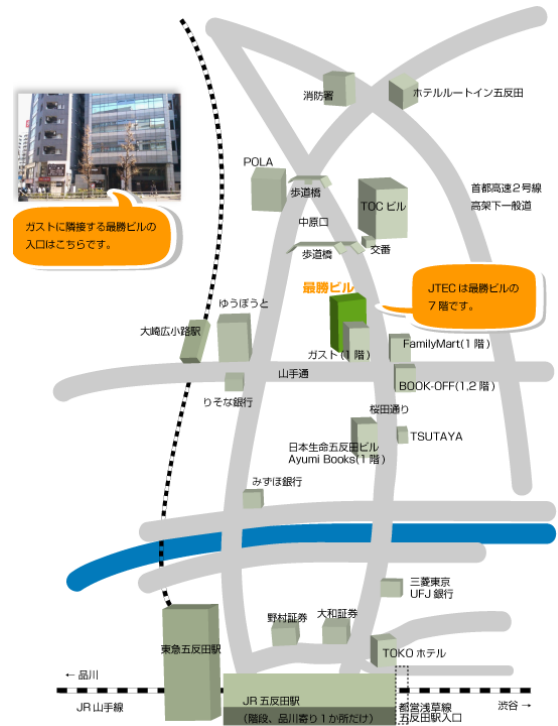 消防署
ホテルルートイン五反田
POLA
歩道橋
首都高速２号線
高架下一般道
中原口
TOC ビル
ガストに隣接する最勝ビルの
入口はこちらです。
歩道橋
交番
最勝ビル
JTEC は最勝ビルの
７階です。
ゆうぽうと
大崎広小路駅
ガスト(１階)
FamilyMart(１階)
山手通
BOOK-OFF(1,2 階)
りそな銀行
桜田通り
TSUTAYA
日本生命五反田ビル
Ayumi Books(１階)
みずほ銀行
三菱東京
UFJ 銀行
野村証券
大和証券
東急五反田駅
TOKO ホテル
← 品川
JR 山手線
JR 五反田駅
(階段、品川寄り１か所だけ)
都営浅草線
五反田駅入口
渋谷 →